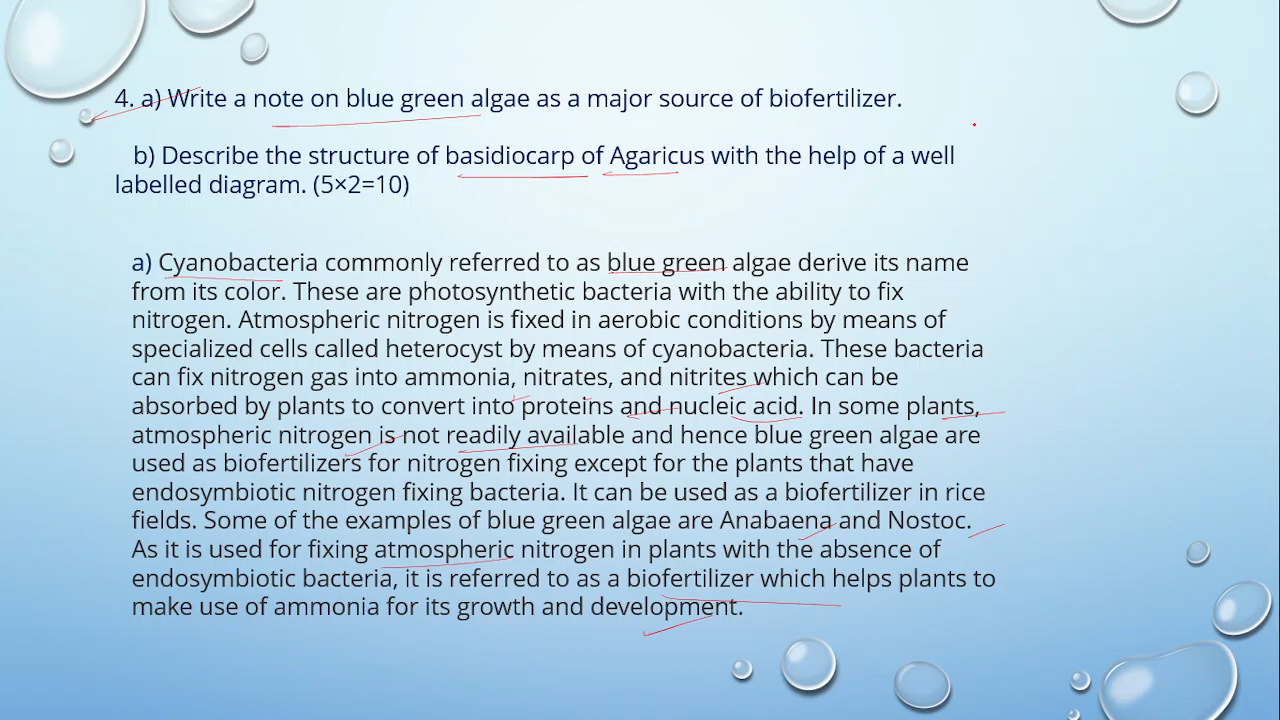 4. a) Write a note on blue green algae as a major source of biofertilizer.
b) Describe the structure of basidiocarp of Agaricus with the help of a well
labelled diagram. (5×2=10)
a) Cyanobacteria commonly referred to as blue green algae derive its name
from its color. These are photosynthetic bacteria with the ability to fix
nitrogen. Atmospheric nitrogen is fixed in aerobic conditions by means of
specialized cells called heterocyst by means of cyanobacteria. These bacteria
can fix nitrogen gas into ammonia, nitrates, and nitrites which can be
absorbed by plants to convert into proteins and nucleic acid. In some plants,
atmospheric nitrogen is not readily available and hence blue green algae are
used as biofertilizers for nitrogen fixing except for the plants that have
endosymbiotic nitrogen fixing bacteria. It can be used as a biofertilizer in rice
fields. Some of the examples of blue green algae are Anabaena and Nostoc.
As it is used for fixing atmospheric nitrogen in plants with the absence of
endosymbiotic bacteria, it is referred to as a biofertilizer which helps plants to
make use of ammonia for its growth and development.